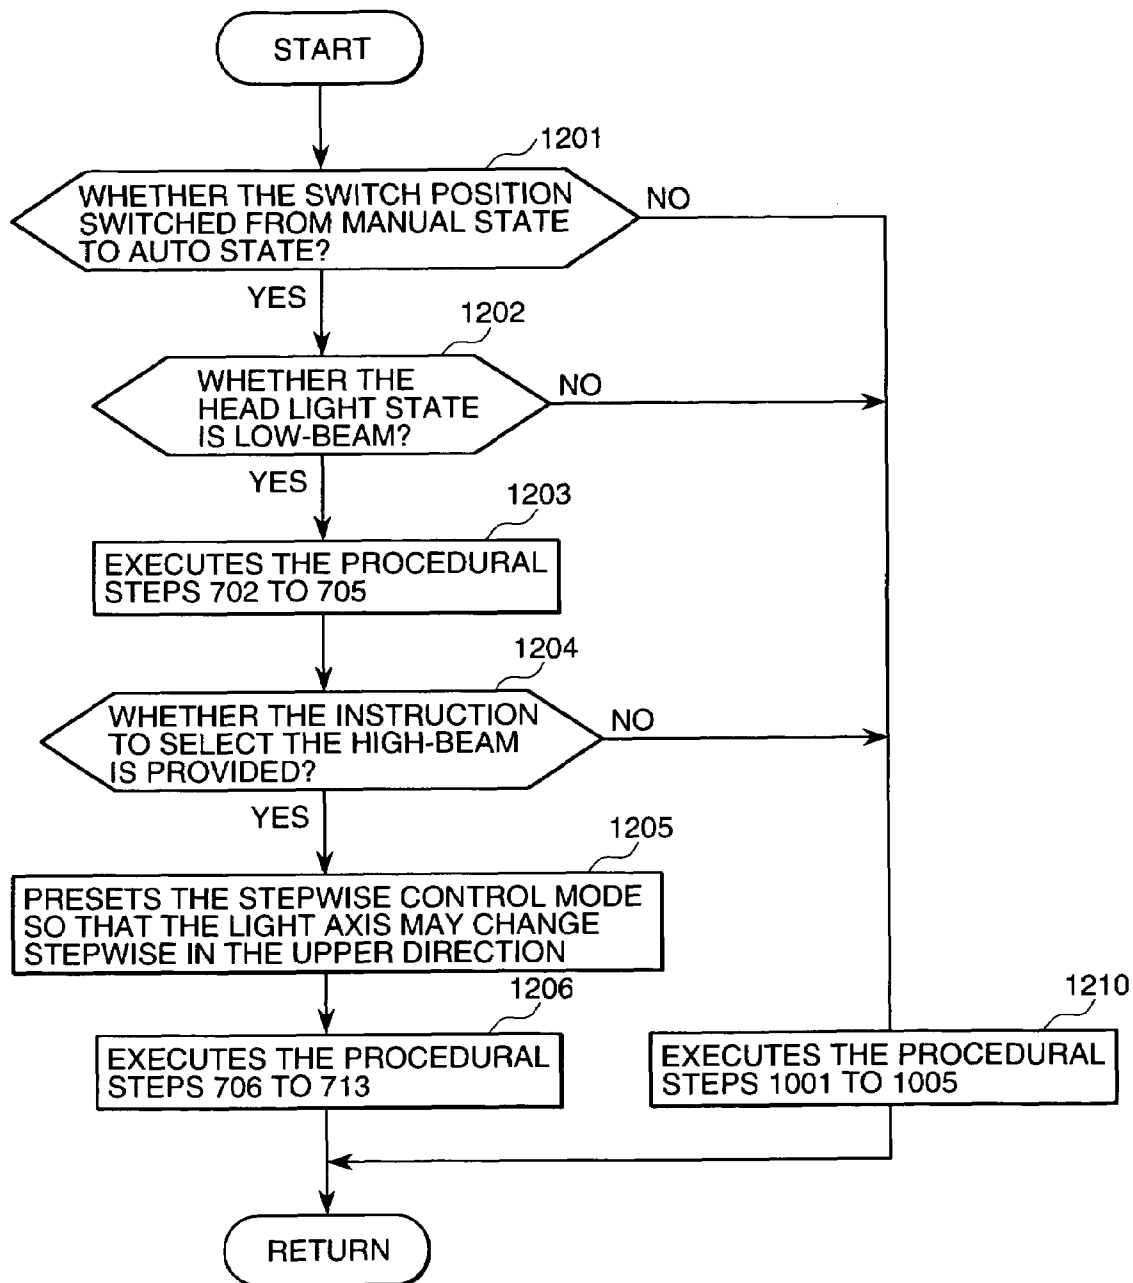 START
1201
WHETHER THE SWITCH POSITION
SWITCHED FROM MANUAL STATE
TO AUTO STATE?
NO
YES
1202
WHETHER THE
HEAD LIGHT STATE
IS LOW-BEAM?
NO
YES
1203
EXECUTES THE PROCEDURAL
STEPS 702 TO 705
1204
WHETHER THE INSTRUCTION
TO SELECT THE HIGH-BEAM
IS PROVIDED?
NO
YES
1205
PRESETS THE STEPWISE CONTROL MODE
SO THAT THE LIGHT AXIS MAY CHANGE
STEPWISE IN THE UPPER DIRECTION
1206
EXECUTES THE PROCEDURAL
STEPS 706 TO 713
1210
EXECUTES THE PROCEDURAL
STEPS 1001 TO 1005
RETURN